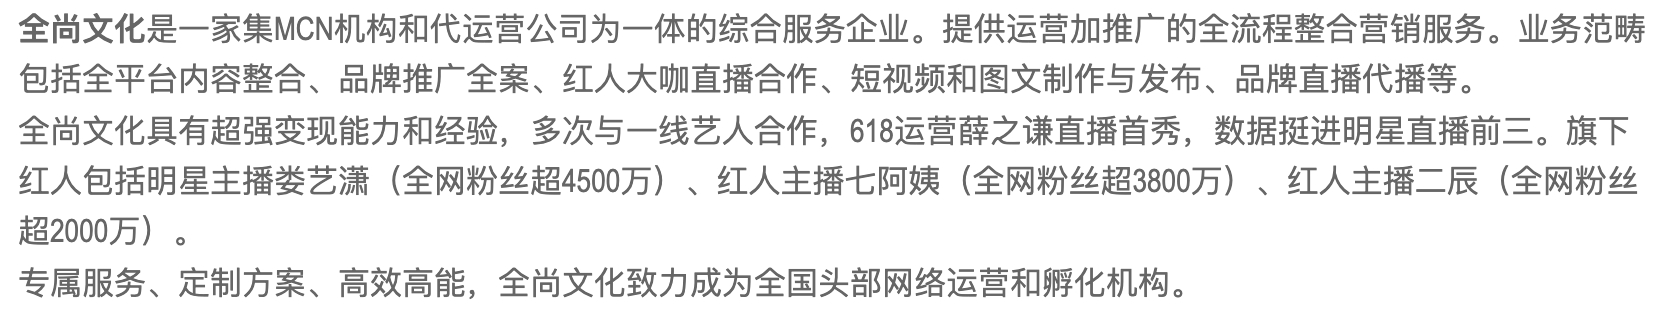 全尚文化是一家集MCN机构和代运营公司为一体的综合服务企业。提供运营加推广的全流程整合营销服务。业务范畴
包括全平台内容整合、品牌推广全案、红人大咖直播合作、短视频和图文制作与发布、品牌直播代播等。
全尚文化具有超强变现能力和经验，多次与一线艺人合作，618运营薛之谦直播首秀，数据挺进明星直播前三。旗下
红人包括明星主播娄艺潇（全网粉丝超4500万）、红人主播七阿姨（全网粉丝超3800万）、红人主播二辰（全网粉丝
超2000万）。
专属服务、定制方案、高效高能，全尚文化致力成为全国头部网络运营和孵化机构。